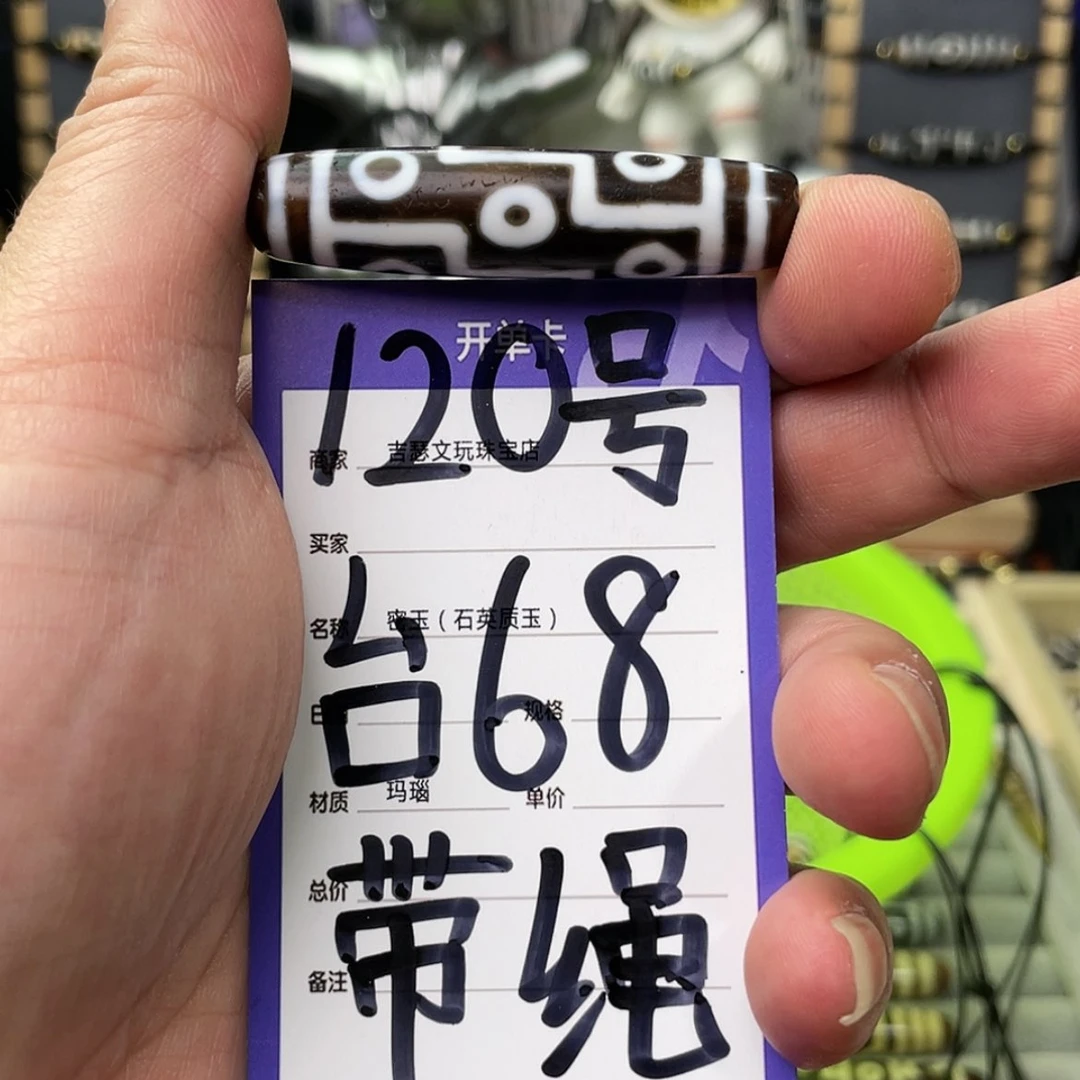 开单卡
120号
商家 吉瑟文玩珠宝店
买家
名称 密玉（石英质玉）
台68
日期 规格
材质 玛瑙 单价
总价
带绳
备注